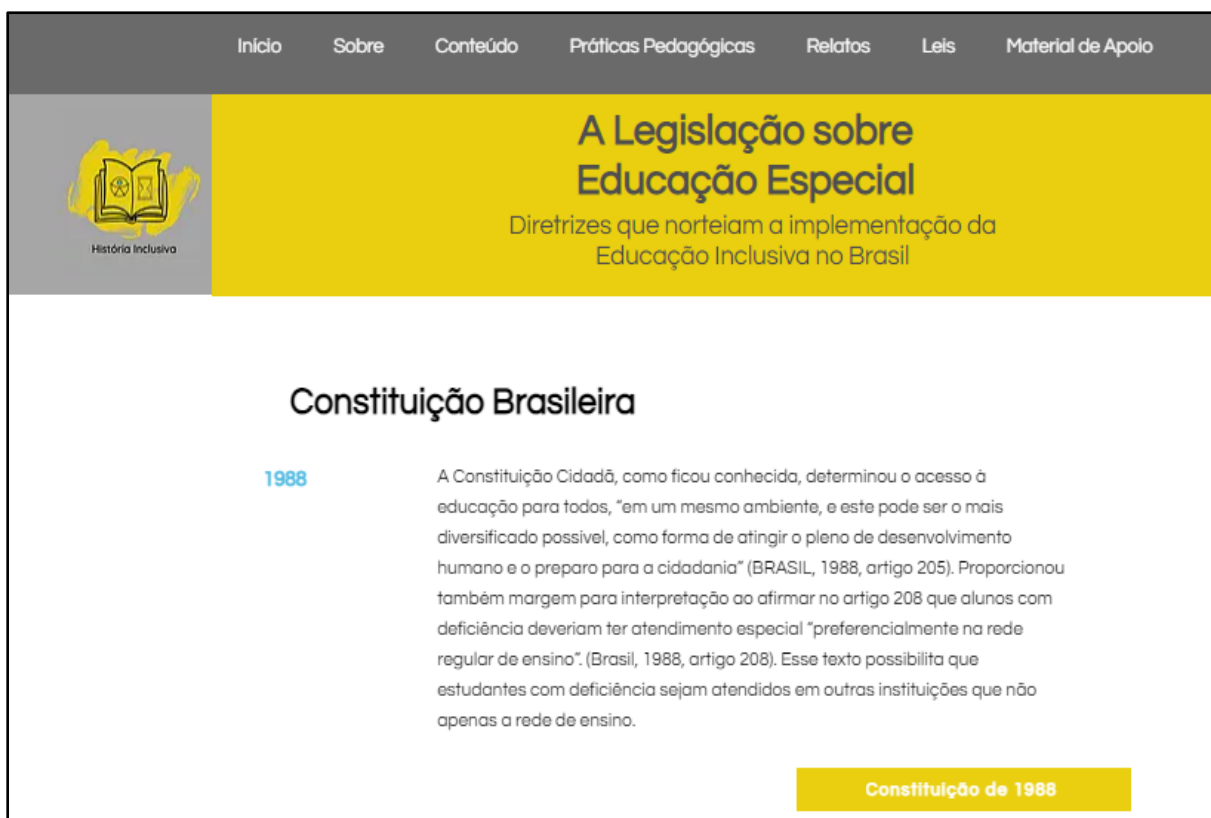 Início Sobre Conteúdo Práticas Pedagógicas Relatos Leis Material de Apoio
História Inclusiva
A Legislação sobre
Educação Especial
Diretrizes que norteiam a implementação da
Educação Inclusiva no Brasil
Constituição Brasileira
1988
A Constituição Cidadã, como ficou conhecida, determinou o acesso à
educação para todos, “em um mesmo ambiente, e este pode ser o mais
diversificado possivel, como forma de atingir o pleno de desenvolvimento
humano e o preparo para a cidadania” (BRASIL, 1988, artigo 205). Proporcionou
também margem para interpretação ao afirmar no artigo 208 que alunos com
deficiência deveriam ter atendimento especial “preferencialmente na rede
regular de ensino”. (Brasil, 1988, artigo 208). Esse texto possibilita que
estudantes com deficiência sejam atendidos em outras instituições que não
apenas a rede de ensino.
Constituição de 1988